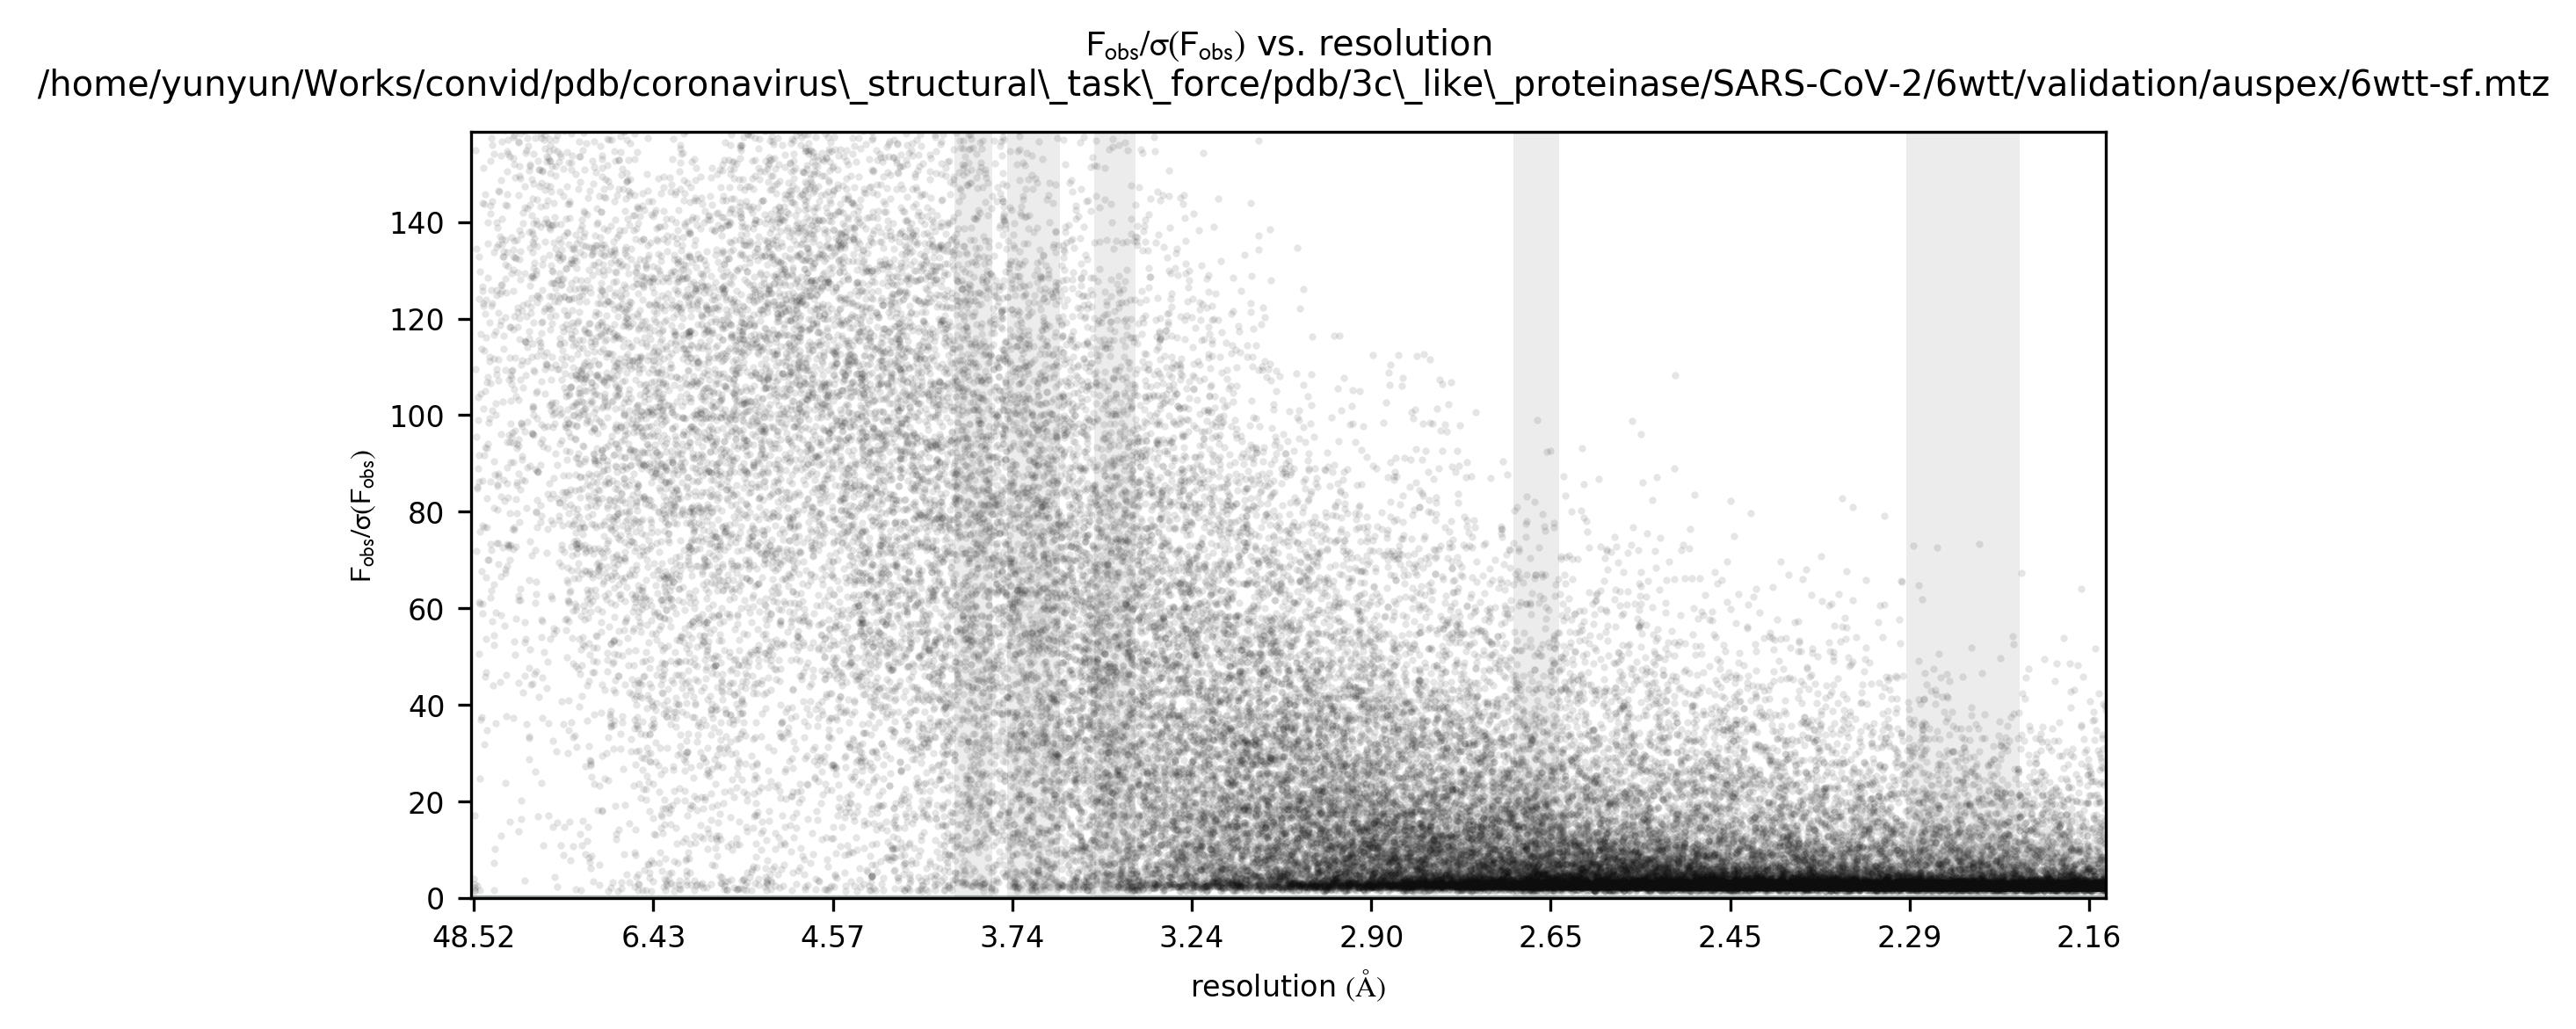 Fobs/σ(Fobs) vs. resolution
/home/yunyun/Works/convid/pdb/coronavirus\_structural\_task\_force/pdb/3c\_like\_proteinase/SARS-CoV-2/6wtt/validation/auspex/6wtt-sf.mtz
Fobs/σ(Fobs)
140
120
100
80
60
40
20
0
48.52 6.43 4.57 3.74 3.24 2.90 2.65 2.45 2.29 2.16
resolution (Å)